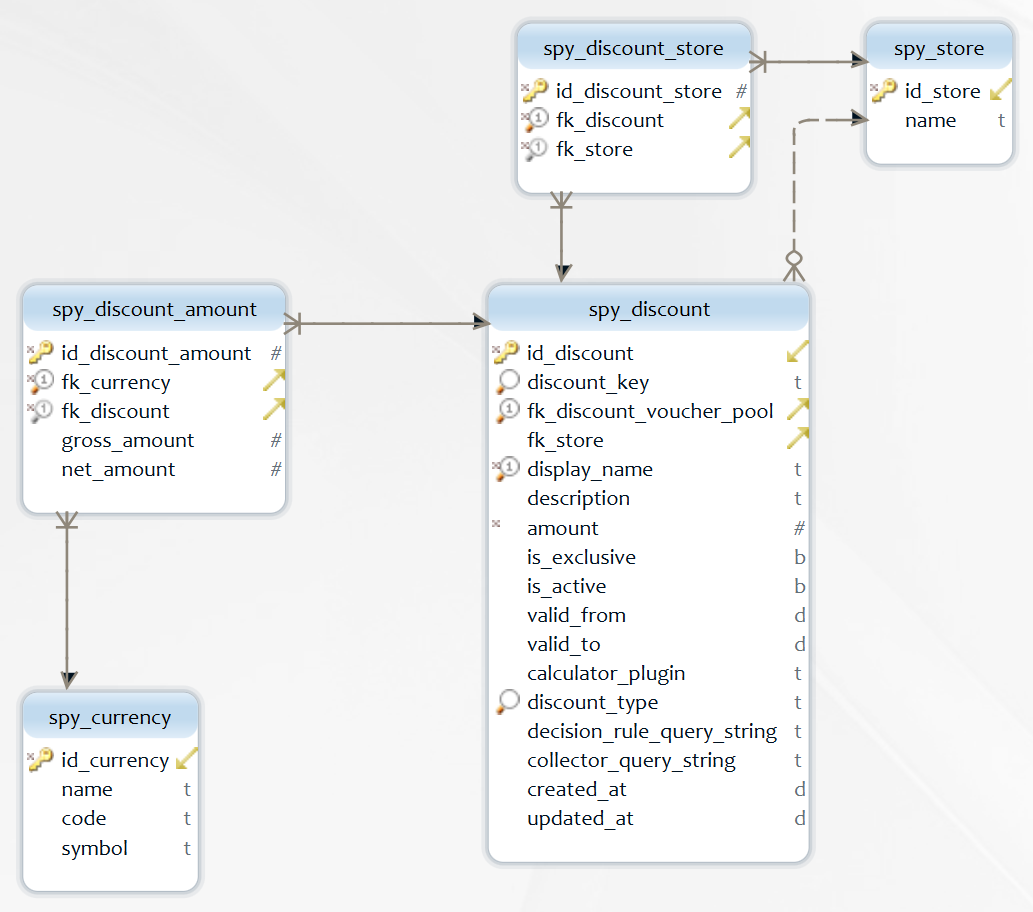 spy_discount_store
id_discount_store #
fk_discount
fk_store
spy_store
id_store
name t
spy_discount_amount
id_discount_amount #
fk_currency
fk_discount
gross_amount #
net_amount #
spy_discount
id_discount
discount_key t
fk_discount_voucher_pool
fk_store
display_name t
description t
amount #
is_exclusive b
is_active b
valid_from d
valid_to d
calculator_plugin t
discount_type t
decision_rule_query_string t
collector_query_string t
created_at d
updated_at d
spy_currency
id_currency
name t
code t
symbol t